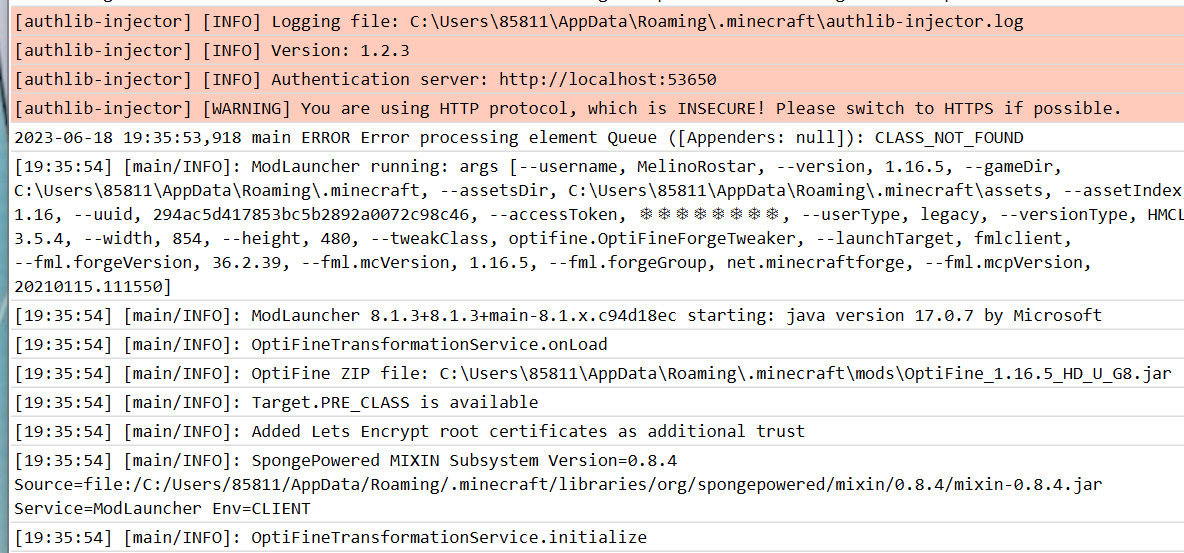 [authlib-injector] [INFO] Logging file: C:\Users\85811\AppData\Roaming\.minecraft\authlib-injector.log
[authlib-injector] [INFO] Version: 1.2.3
[authlib-injector] [INFO] Authentication server: http://localhost:53650
[authlib-injector] [WARNING] You are using HTTP protocol, which is INSECURE! Please switch to HTTPS if possible.
2023-06-18 19:35:53,918 main ERROR Error processing element Queue ([Appenders: null]): CLASS_NOT_FOUND
[19:35:54] [main/INFO]: ModLauncher running: args [--username, MelinoRostar, --version, 1.16.5, --gameDir,
C:\Users\85811\AppData\Roaming\.minecraft, --assetsDir, C:\Users\85811\AppData\Roaming\.minecraft\assets, --assetIndex
1.16, --uuid, 294ac5d417853bc5b2892a0072c98c46, --accessToken, ❄❄❄❄❄❄❄❄, --userType, legacy, --versionType, HMCL
3.5.4, --width, 854, --height, 480, --tweakClass, optifine.OptiFineForgeTweaker, --launchTarget, fmlclient,
--fml.forgeVersion, 36.2.39, --fml.mcVersion, 1.16.5, --fml.forgeGroup, net.minecraftforge, --fml.mcpVersion,
20210115.111550]
[19:35:54] [main/INFO]: ModLauncher 8.1.3+8.1.3+main-8.1.x.c94d18ec starting: java version 17.0.7 by Microsoft
[19:35:54] [main/INFO]: OptiFineTransformationService.onLoad
[19:35:54] [main/INFO]: OptiFine ZIP file: C:\Users\85811\AppData\Roaming\.minecraft\mods\OptiFine_1.16.5_HD_U_G8.jar
[19:35:54] [main/INFO]: Target.PRE_CLASS is available
[19:35:54] [main/INFO]: Added Lets Encrypt root certificates as additional trust
[19:35:54] [main/INFO]: SpongePowered MIXIN Subsystem Version=0.8.4
Source=file:/C:/Users/85811/AppData/Roaming/.minecraft/libraries/org/spongepowered/mixin/0.8.4/mixin-0.8.4.jar
Service=ModLauncher Env=CLIENT
[19:35:54] [main/INFO]: OptiFineTransformationService.initialize